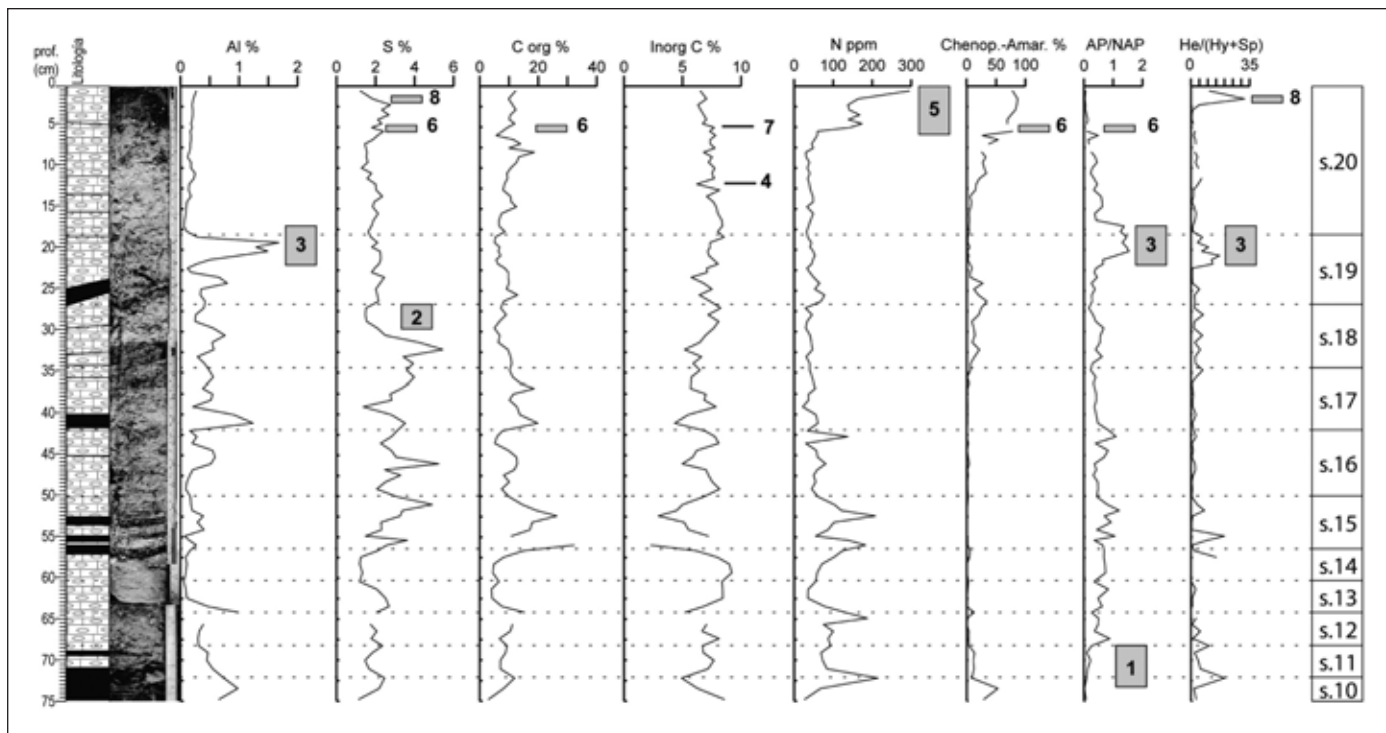 prof.
(cm)
Litología
Al %
S %
C org %
Inorg C %
N ppm
Chenop.-Amar. %
AP/NAP
He/(Hy+Sp)
0 1 2
0 2 4 6
0 20 40
0 5 10
0 100 200 300
0 50 100
0 1 2
0 35
0
5
10
15
20
25
30
35
40
45
50
55
60
65
70
75
8
6
6
7
4
5
6
6
8
3
3
3
2
1
s.20
s.19
s.18
s.17
s.16
s.15
s.14
s.13
s.12
s.11
s.10